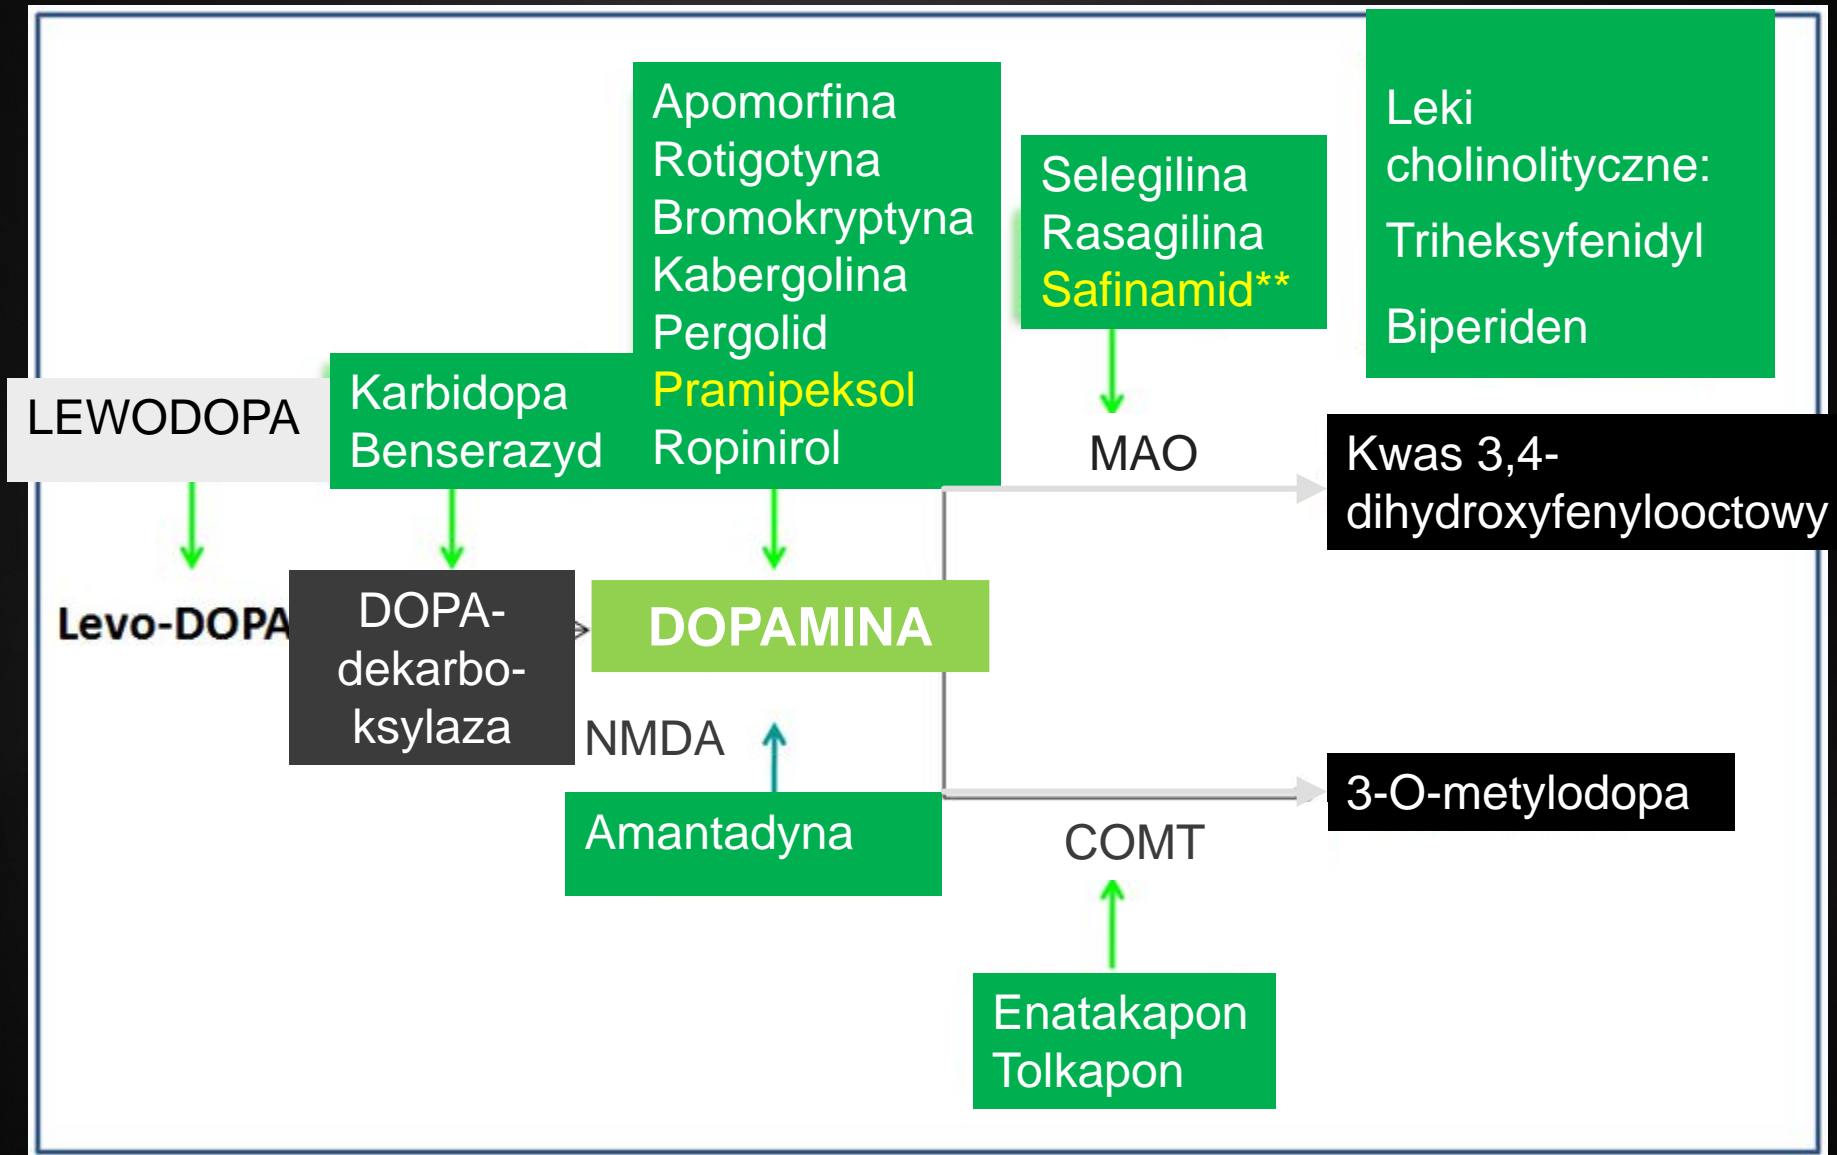 Apomorfina
Rotigotyna
Bromokryptyna
Kabergolina
Pergolid
Pramipeksol
Ropinirol
Selegilina
Rasagilina
Safinamid**
Leki
cholinolityczne:
Triheksyfenidyl
Biperiden
LEWODOPA
Karbidopa
Benserazyd
MAO
Kwas 3,4-
dihydroxyfenylooctowy
Levo-DOPA
DOPA-
dekarbo-
ksylaza
DOPAMINA
NMDA
Amantadyna
3-O-metylodopa
COMT
Enatakapon
Tolkapon